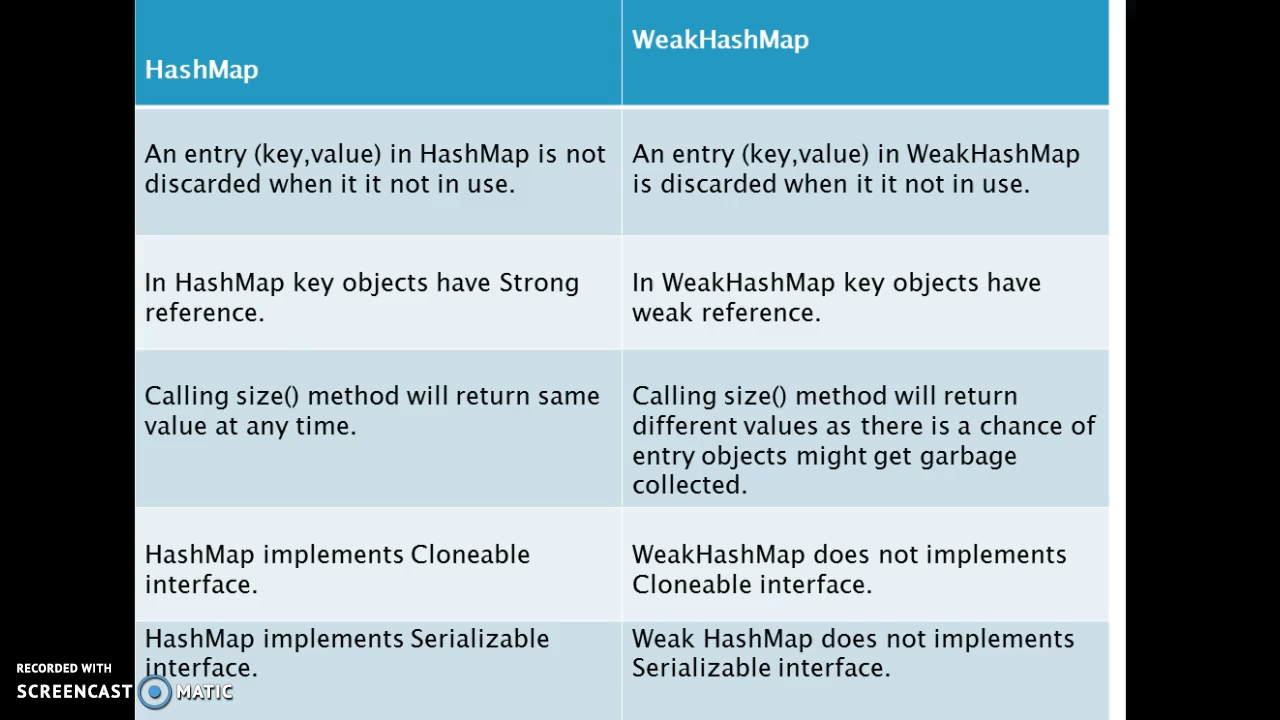 HashMap
WeakHashMap
An entry (key,value) in HashMap is not
discarded when it it not in use.
An entry (key,value) in WeakHashMap
is discarded when it it not in use.
In HashMap key objects have Strong
reference.
In WeakHashMap key objects have
weak reference.
Calling size() method will return same
value at any time.
Calling size() method will return
different values as there is a chance of
entry objects might get garbage
collected.
HashMap implements Cloneable
interface.
WeakHashMap does not implements
Cloneable interface.
HashMap implements Serializable
interface.
Weak HashMap does not implements
Serializable interface.
RECORDED WITH
SCREENCAST MATIC